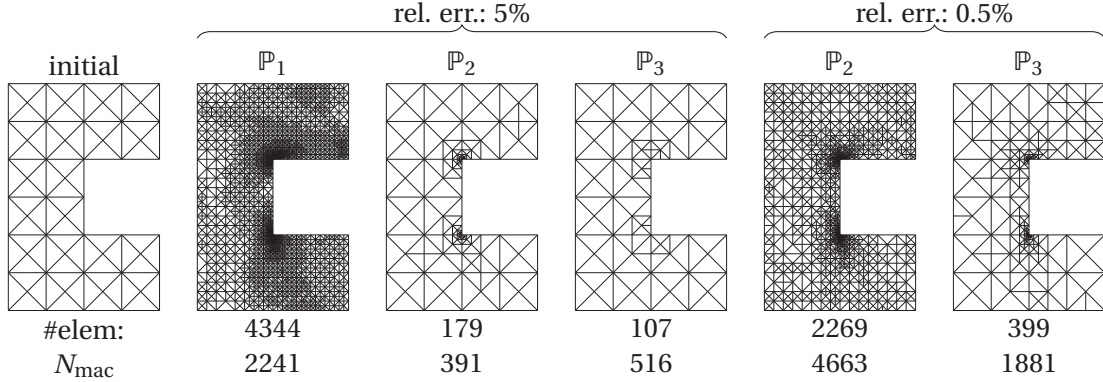 rel. err.: 5% rel. err.: 0.5%
initial ℙ1 ℙ2 ℙ3 ℙ2 ℙ3
#elem: 4344 179 107 2269 399
Nmac 2241 391 516 4663 1881